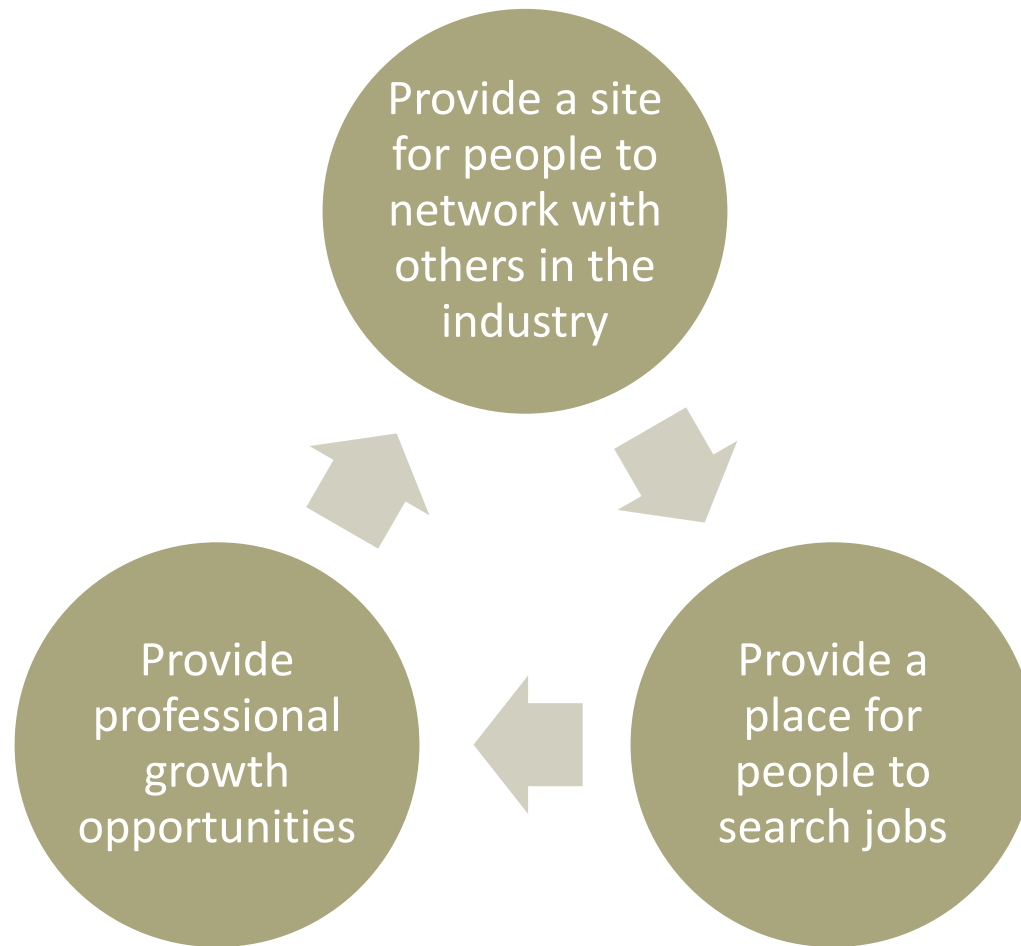 Provide a site
for people to
network with
others in the
industry
Provide a
place for
people to
search jobs
Provide
professional
growth
opportunities